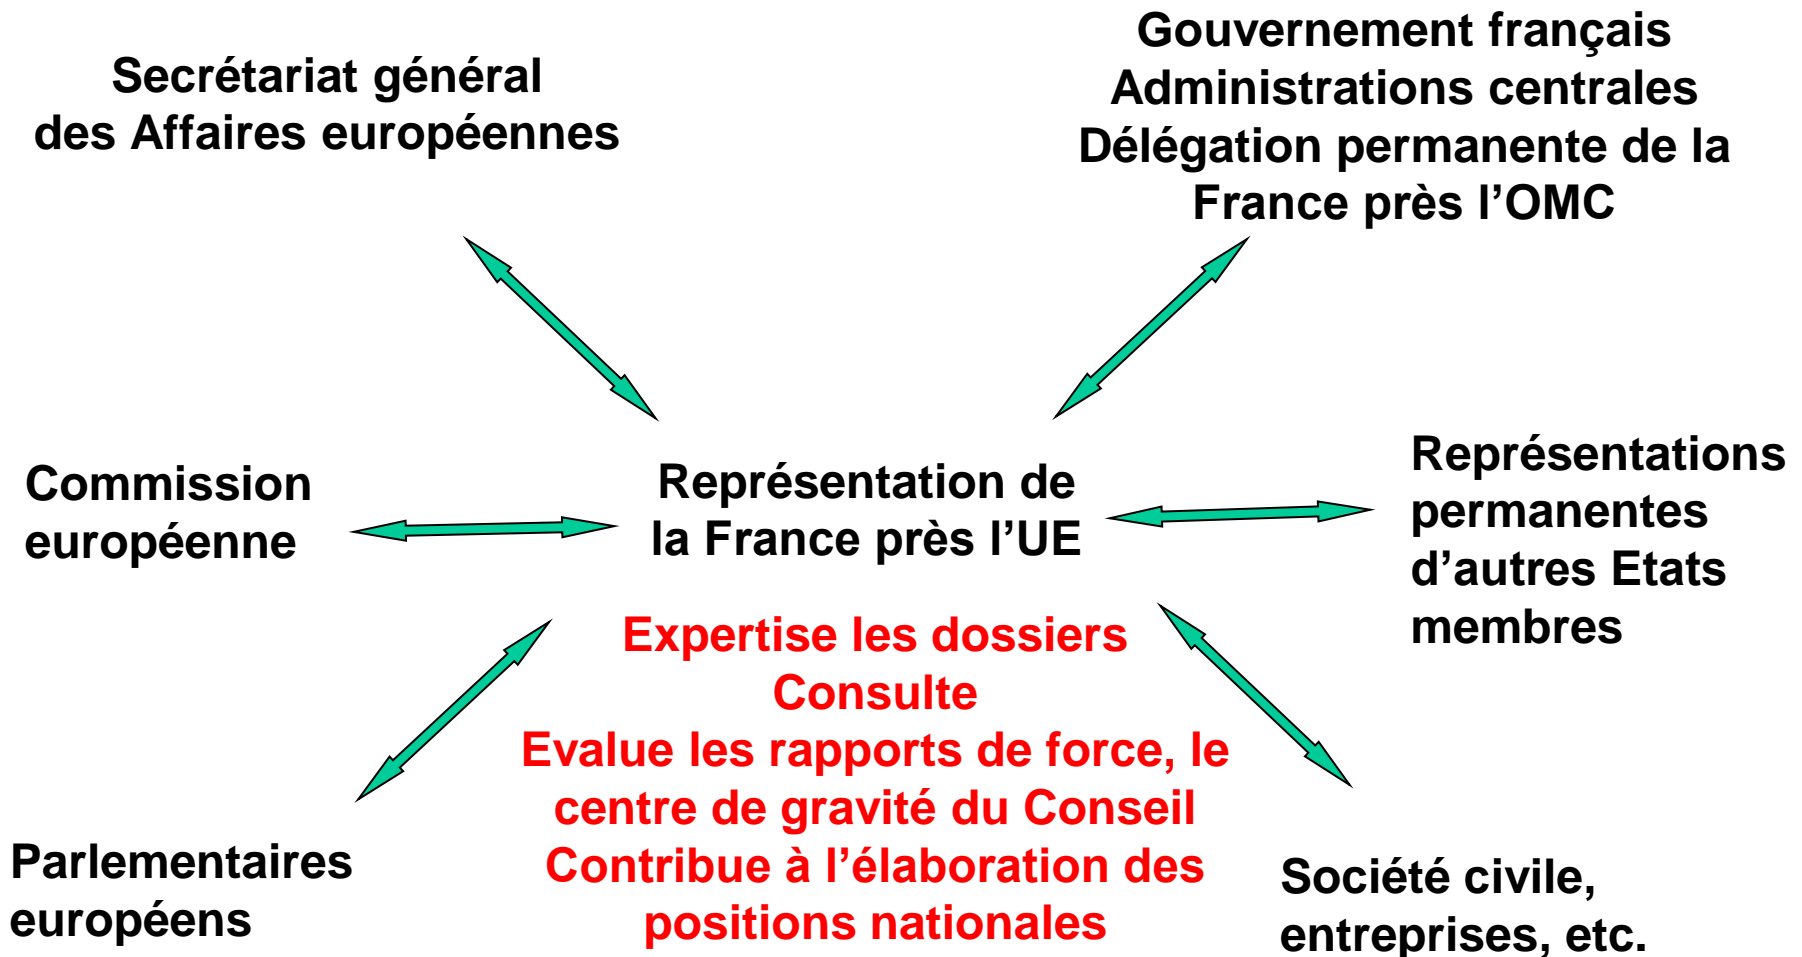 Secrétariat général
des Affaires européennes
Gouvernement français
Administrations centrales
Délégation permanente de la
France près l’OMC
Commission
européenne
Représentation de
la France près l’UE
Représentations
permanentes
d’autres Etats
membres
Expertise les dossiers
Consulte
Evalue les rapports de force, le
centre de gravité du Conseil
Contribue à l’élaboration des
positions nationales
Parlementaires
européens
Société civile,
entreprises, etc.